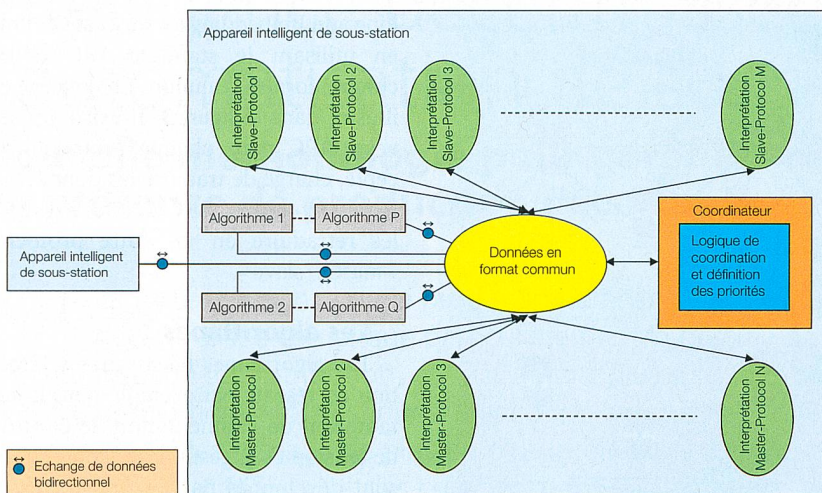 Appareil intelligent de sous-station
Interprétation
Slave-Protocol 1
Interprétation
Slave-Protocol 2
Interprétation
Slave-Protocol 3
Interprétation
Slave-Protocol M
Algorithme 1
Algorithme P
Appareil intelligent
de sous-station
Données en
format commun
Coordinateur
Logique de
coordination
et définition
des priorités
Algorithme 2
Algorithme Q
Interprétation
Master-Protocol 1
Interprétation
Master-Protocol 2
Interprétation
Master-Protocol 3
Interprétation
Master-Protocol N
Echange de données
bidirectionnel